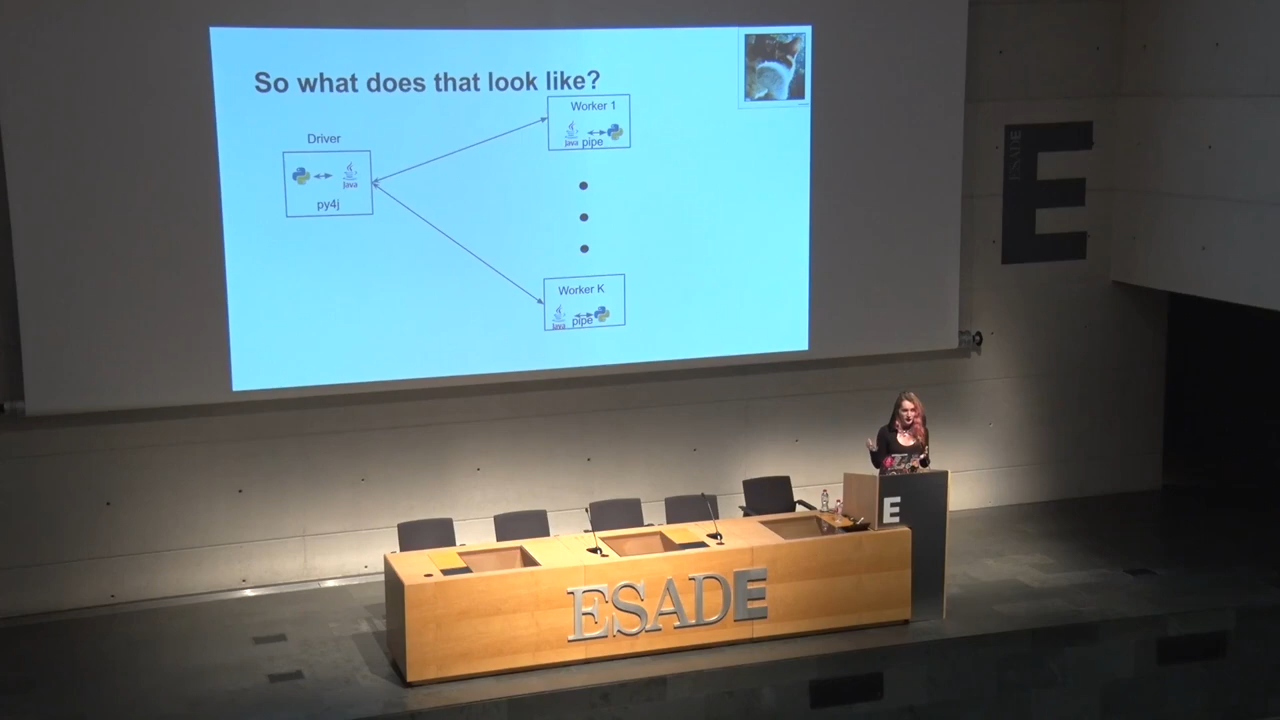 So what does that look like?
Driver
Java
py4j
Worker 1
Java
pipe
Worker K
Java
pipe
ESADE
E
E
ESADE